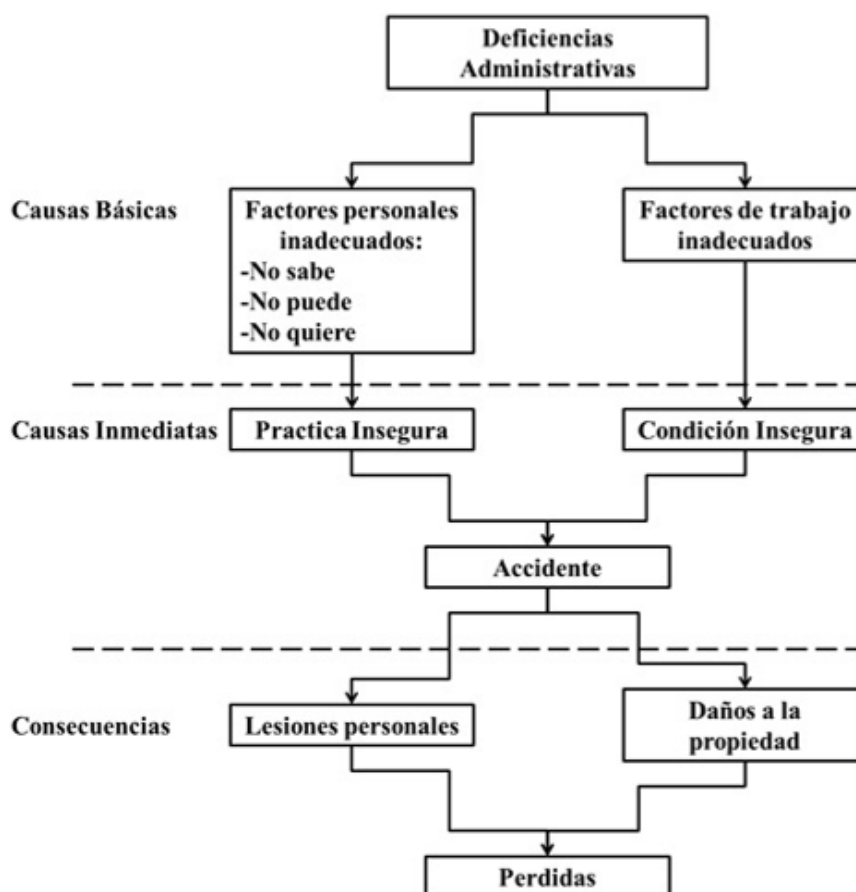 Deficiencias
Administrativas
Causas Básicas
Factores personales
inadecuados:
-No sabe
-No puede
-No quiere
Factores de trabajo
inadecuados
Causas Inmediatas
Practica Insegura
Condición Insegura
Accidente
Consecuencias
Lesiones personales
Daños a la
propiedad
Perdidas